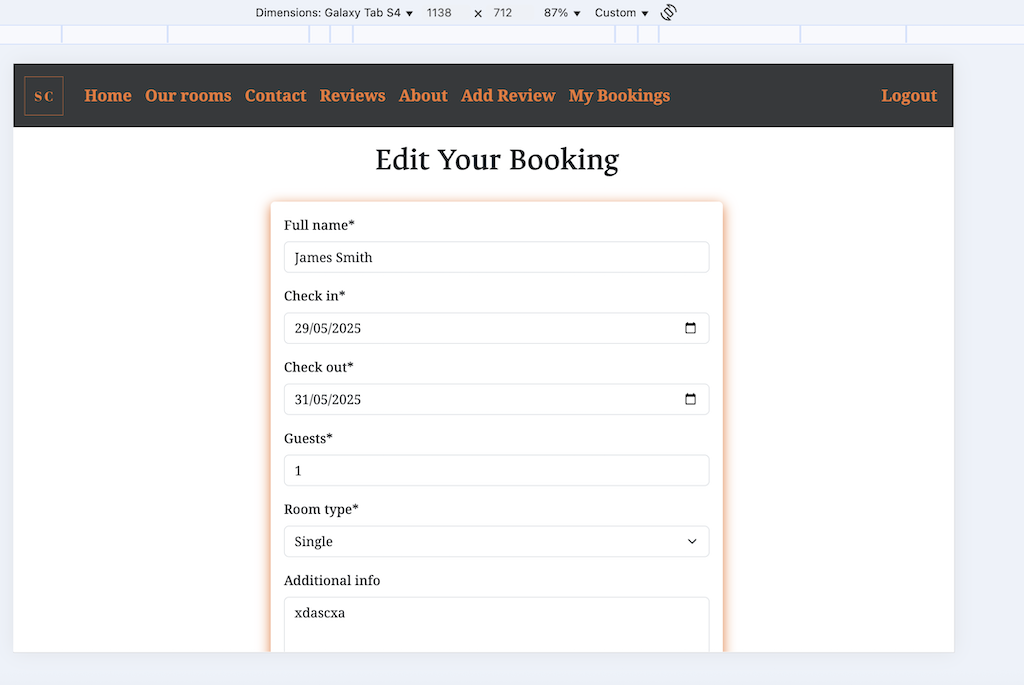 Dimensions: Galaxy Tab S4 ▼ 1138 × 712 87% ▼ Custom ▼
SC Home Our rooms Contact Reviews About Add Review My Bookings Logout
Edit Your Booking
Full name*
James Smith
Check in*
29/05/2025
Check out*
31/05/2025
Guests*
1
Room type*
Single
Additional info
xdascxa